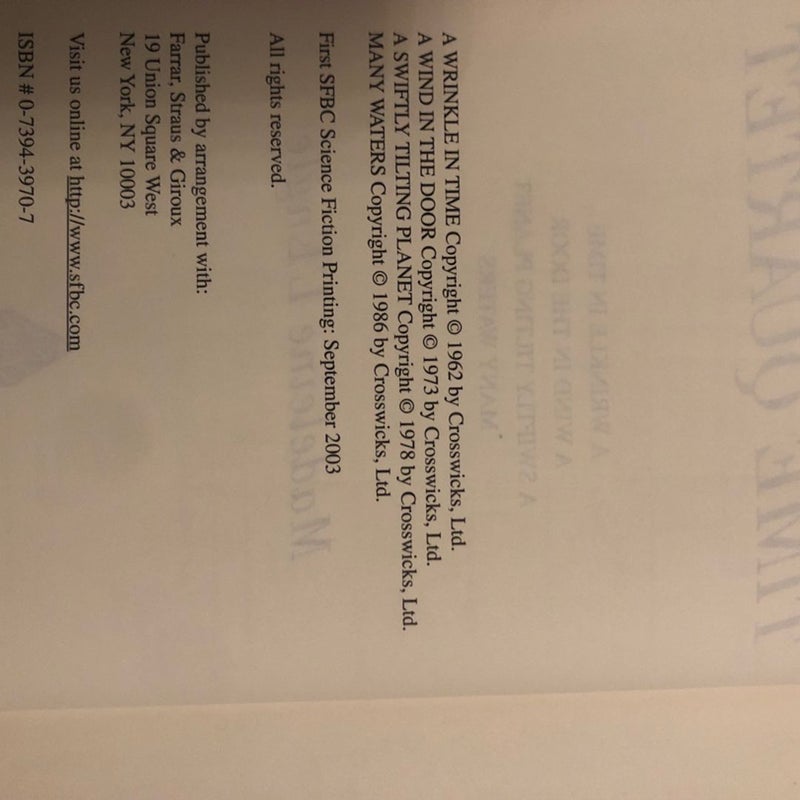 A WRINKLE IN TIME Copyright © 1962 by Crosswicks, Ltd.
A WIND IN THE DOOR Copyright © 1973 by Crosswicks, Ltd.
A SWIFTLY TILTING PLANET Copyright © 1978 by Crosswicks, Ltd.
MANY WATERS Copyright © 1986 by Crosswicks, Ltd.
First SFBC Science Fiction Printing: September 2003
All rights reserved.
Published by arrangement with:
Farrar, Straus & Giroux
19 Union Square West
New York, NY 10003
Visit us online at http://www.sfbc.com
ISBN # 0-7394-3970-7